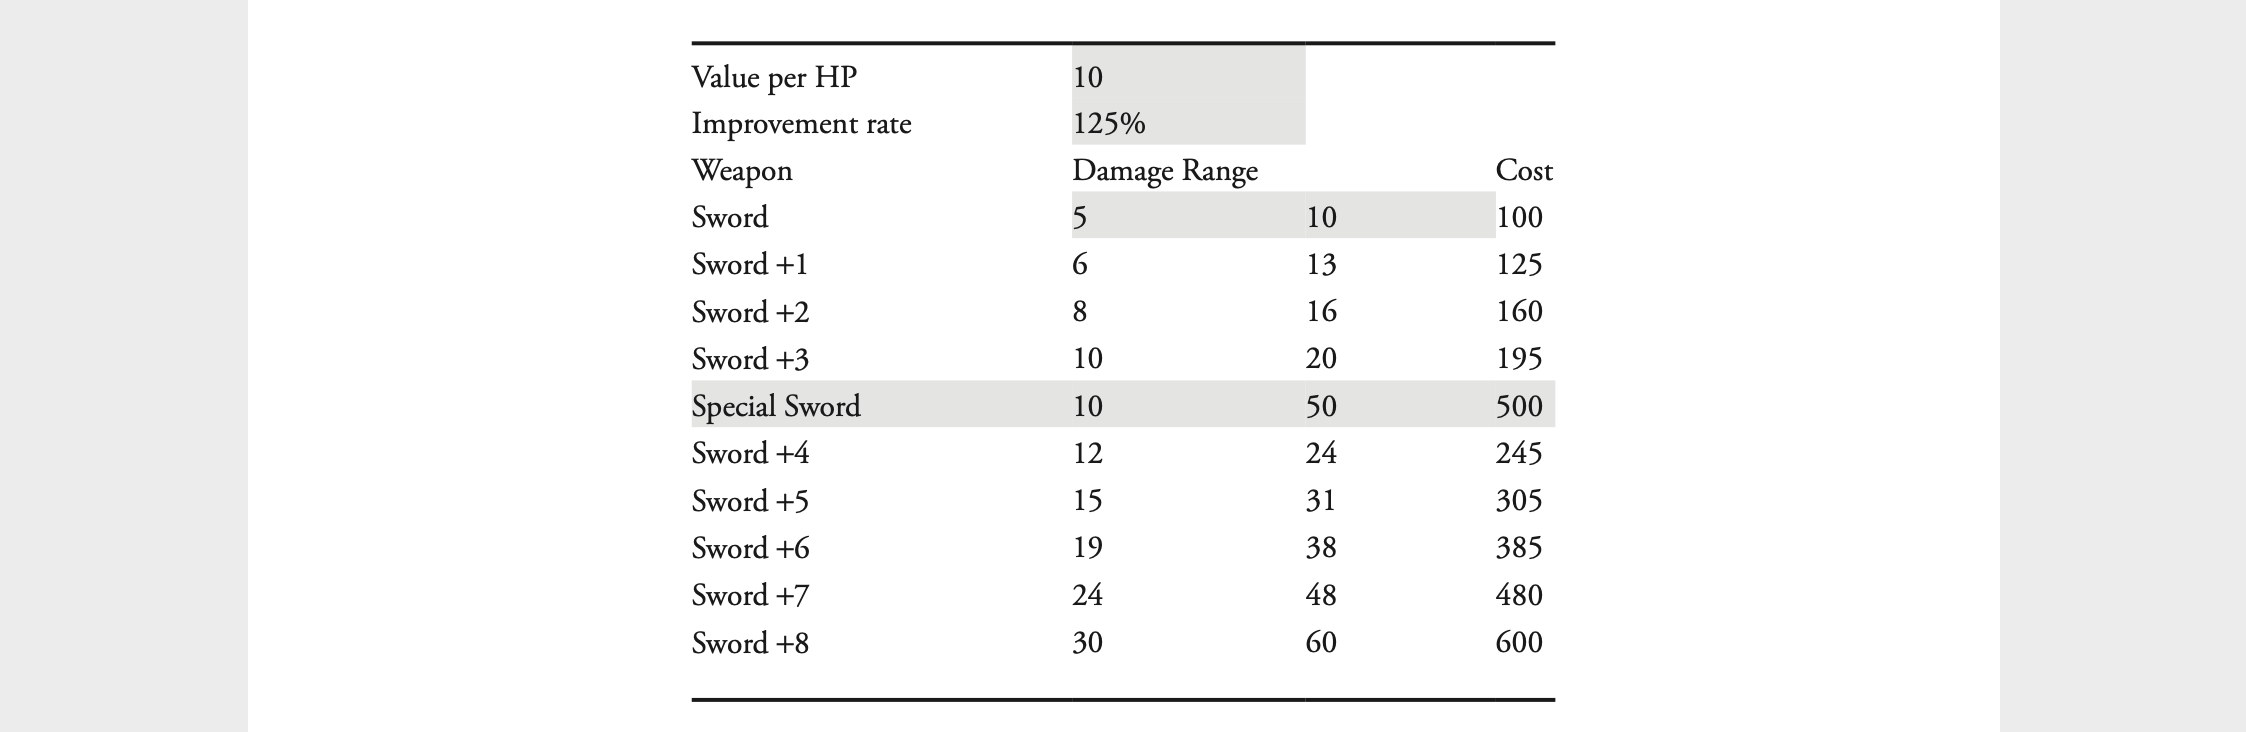 Value per HP 10
Improvement rate 125%
Weapon Damage Range Cost
Sword 5 10 100
Sword +1 6 13 125
Sword +2 8 16 160
Sword +3 10 20 195
Special Sword 10 50 500
Sword +4 12 24 245
Sword +5 15 31 305
Sword +6 19 38 385
Sword +7 24 48 480
Sword +8 30 60 600